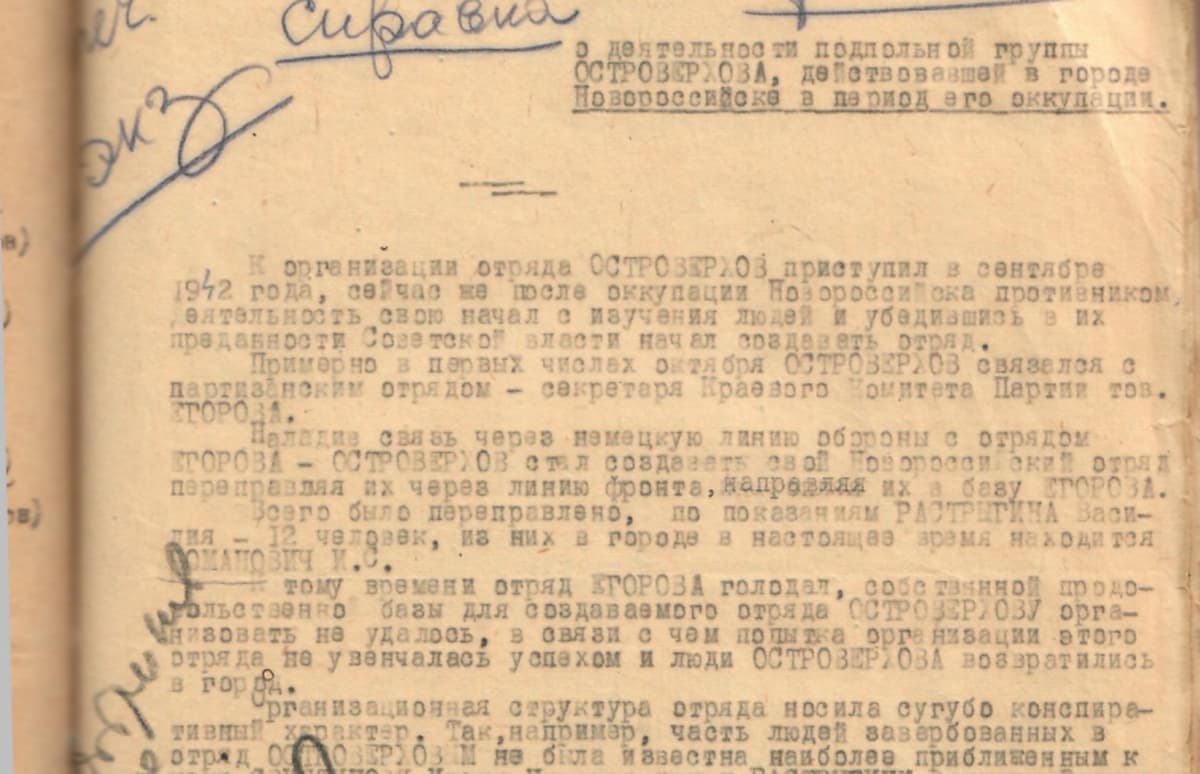 Справка
экз
о деятельности подпольной группы
ОСТРОВЕРХОВА, действовавшей в городе
Новороссийске в период его оккупации.
К организации отряда ОСТРОВЕРХОВ приступил в сентябре
1942 года, сейчас же после оккупации Новороссийска противником,
деятельность свою начал с изучения людей и убедившись в их
преданности Советской власти начал создавать отряд.
Примерно в первых числах октября ОСТРОВЕРХОВ связался с
партизанским отрядом - секретаря Краевого Комитета Партии тов.
ЕГОРОВА.
Наладив связь через немецкую линию обороны с отрядом
ЕГОРОВА - ОСТРОВЕРХОВ стал создавать свой Новороссийский отряд
переправляя их через линию фронта, направляя их в базу ЕГОРОВА.
Всего было переправлено, по показаниям РАСТРЫГИНА Васи-
лия - 12 человек, из них в городе в настоящее время находится
ДОМАНОВИЧ И.С.
К тому времени отряд ЕГОРОВА голодал, собственной продо-
вольственно базы для создаваемого отряда ОСТРОВЕРХОВУ орга-
низовать не удалось, в связи с чем попытка организации этого
отряда не увенчалась успехом и люди ОСТРОВЕРХОВА возвратились
в город.
Организационная структура отряда носила сугубо конспира-
тивный характер. Так,например, часть людей завербованных в
отряд ОСТРОВЕРХОВЫМ не была известна наиболее приближенным к